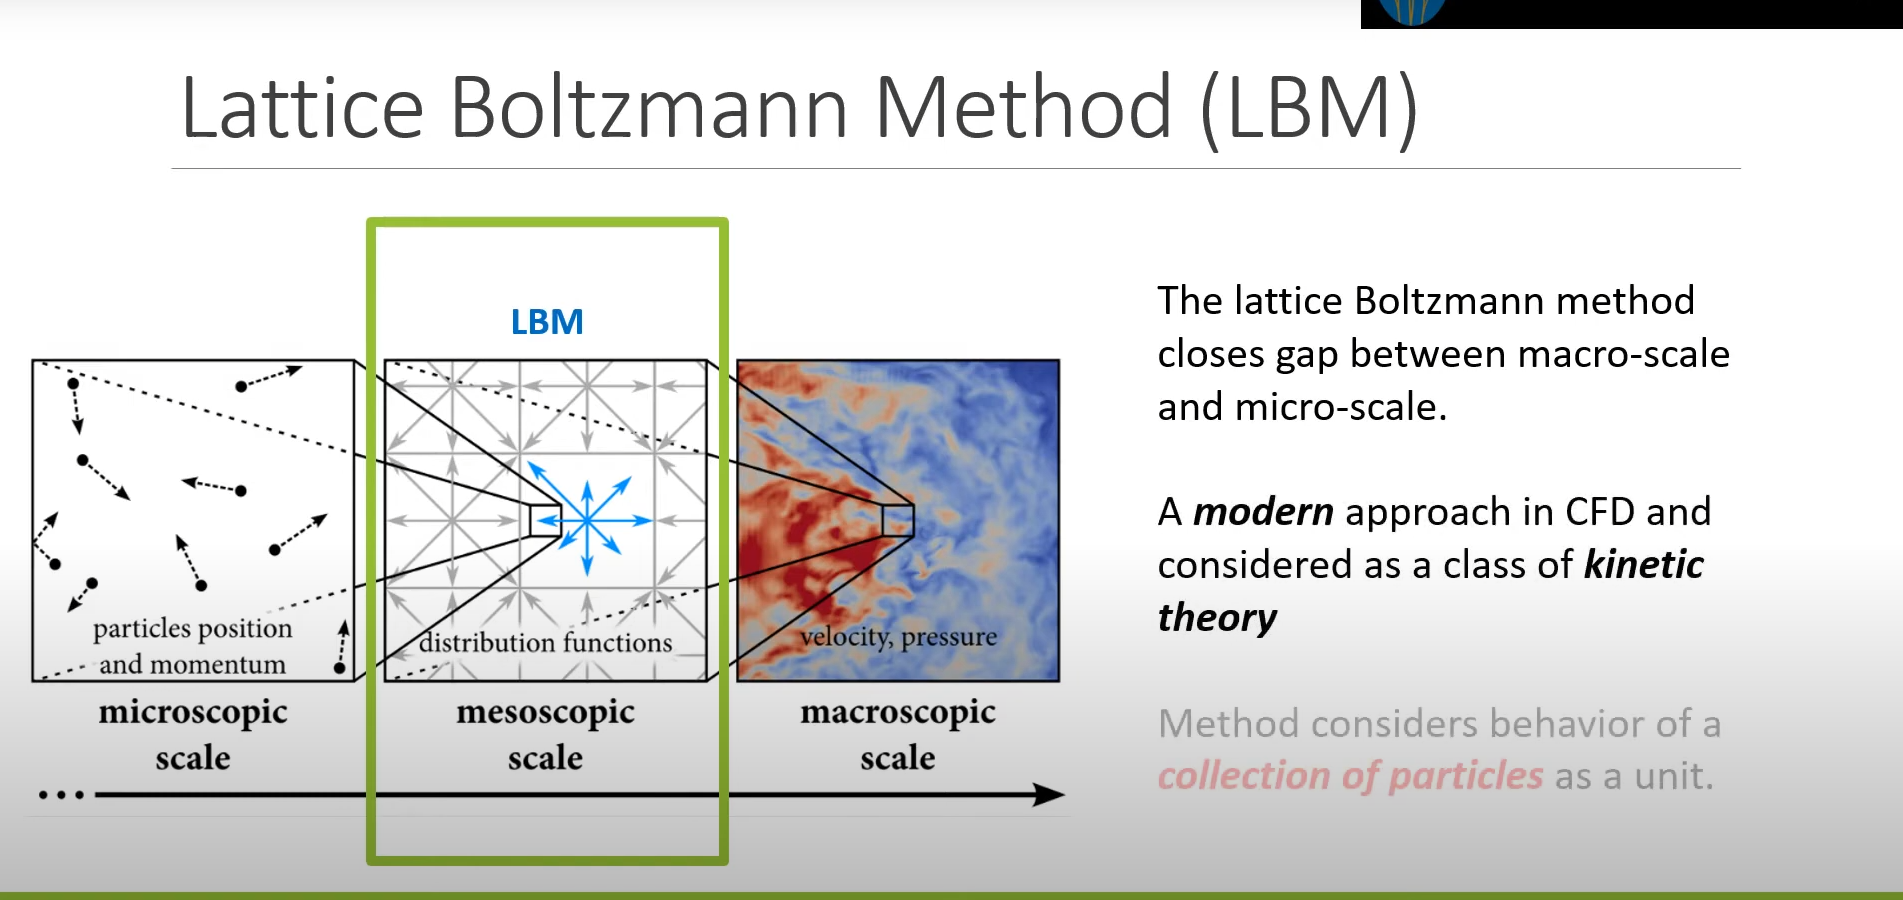 Lattice Boltzmann Method (LBM)
LBM
particles position
and momentum
distribution functions
velocity, pressure
microscopic
scale
mesoscopic
scale
macroscopic
scale
The lattice Boltzmann method
closes gap between macro-scale
and micro-scale.
A modern approach in CFD and
considered as a class of kinetic
theory
Method considers behavior of a
collection of particles as a unit.